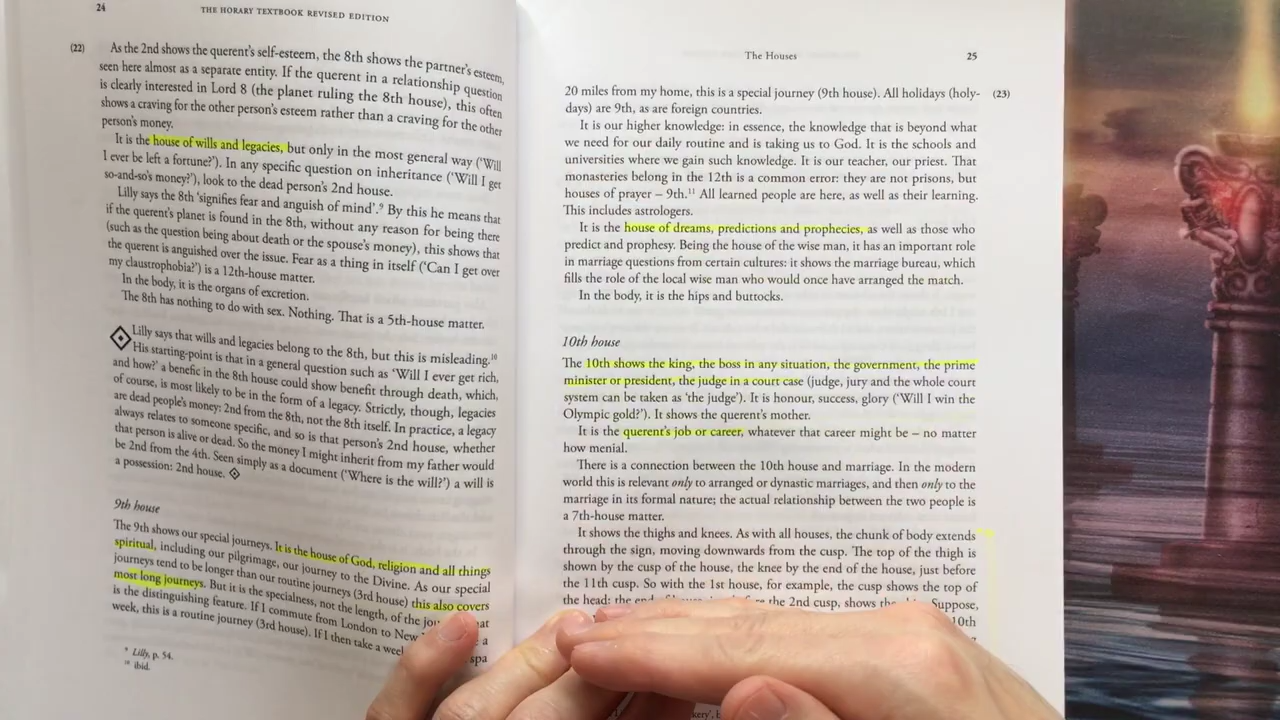 24
THE HORARY TEXTBOOK REVISED EDITION
(22)
As the 2nd shows the querent's self-esteem, the 8th shows the partner's esteem,
seen here almost as a separate entity. If the querent in a relationship question
is clearly interested in Lord 8 (the planet ruling the 8th house), this often
shows a craving for the other person's esteem rather than a craving for the other
person's money.
It is the house of wills and legacies, but only in the most general way ('Will
I ever be left a fortune?'). In any specific question on inheritance ('Will I get
so-and-so's money?'), look to the dead person's 2nd house.
Lilly says the 8th 'signifies fear and anguish of mind'.⁹ By this he means that
if the querent's planet is found in the 8th, without any reason for being there
(such as the question being about death or the spouse's money), this shows that
the querent is anguished over the issue. Fear as a thing in itself ('Can I get over
my claustrophobia?') is a 12th-house matter.
In the body, it is the organs of excretion.
The 8th has nothing to do with sex. Nothing. That is a 5th-house matter.
Lilly says that wills and legacies belong to the 8th, but this is misleading.¹⁰
His starting-point is that in a general question such as 'Will I ever get rich,
and how?' a benefic in the 8th house could show benefit through death, which,
of course, is most likely to be in the form of a legacy. Strictly, though, legacies
are dead people's money: 2nd from the 8th, not the 8th itself. In practice, a legacy
always relates to someone specific, and so is that person's 2nd house, whether
that person is alive or dead. So the money I might inherit from my father would
be 2nd from the 4th. Seen simply as a document ('Where is the will?') a will is
a possession: 2nd house.
9th house
The 9th shows our special journeys. It is the house of God, religion and all things
spiritual, including our pilgrimage, our journey to the Divine. As our special
journeys tend to be longer than our routine journeys (3rd house) this also covers
most long journeys. But it is the specialness, not the length, of the
is the distinguishing feature. If I commute from London to New a
week, this is a routine journey (3rd house). If I then take a spa
⁹ Lilly, p. 54.
¹⁰ ibid.
The Houses
25
20 miles from my home, this is a special journey (9th house). All holidays (holy-
(23)
days) are 9th, as are foreign countries.
It is our higher knowledge: in essence, the knowledge that is beyond what
we need for our daily routine and is taking us to God. It is the schools and
universities where we gain such knowledge. It is our teacher, our priest. That
monasteries belong in the 12th is a common error: they are not prisons, but
houses of prayer – 9th.¹¹ All learned people are here, as well as their learning.
This includes astrologers.
It is the house of dreams, predictions and prophecies, as well as those who
predict and prophesy. Being the house of the wise man, it has an important role
in marriage questions from certain cultures: it shows the marriage bureau, which
fills the role of the local wise man who would once have arranged the match.
In the body, it is the hips and buttocks.
10th house
The 10th shows the king, the boss in any situation, the government, the prime
minister or president, the judge in a court case (judge, jury and the whole court
system can be taken as 'the judge'). It is honour, success, glory ('Will I win the
Olympic gold?'). It shows the querent's mother.
It is the querent's job or career, whatever that career might be – no matter
how menial.
There is a connection between the 10th house and marriage. In the modern
world this is relevant only to arranged or dynastic marriages, and then only to the
marriage in its formal nature; the actual relationship between the two people is
a 7th-house matter.
It shows the thighs and knees. As with all houses, the chunk of body extends
through the sign, moving downwards from the cusp. The top of the thigh is
shown by the cusp of the house, the knee by the end of the house, just before
the 11th cusp. So with the 1st house, for example, the cusp shows the top of
the head; the end the 2nd cusp, shows Suppose,
10th